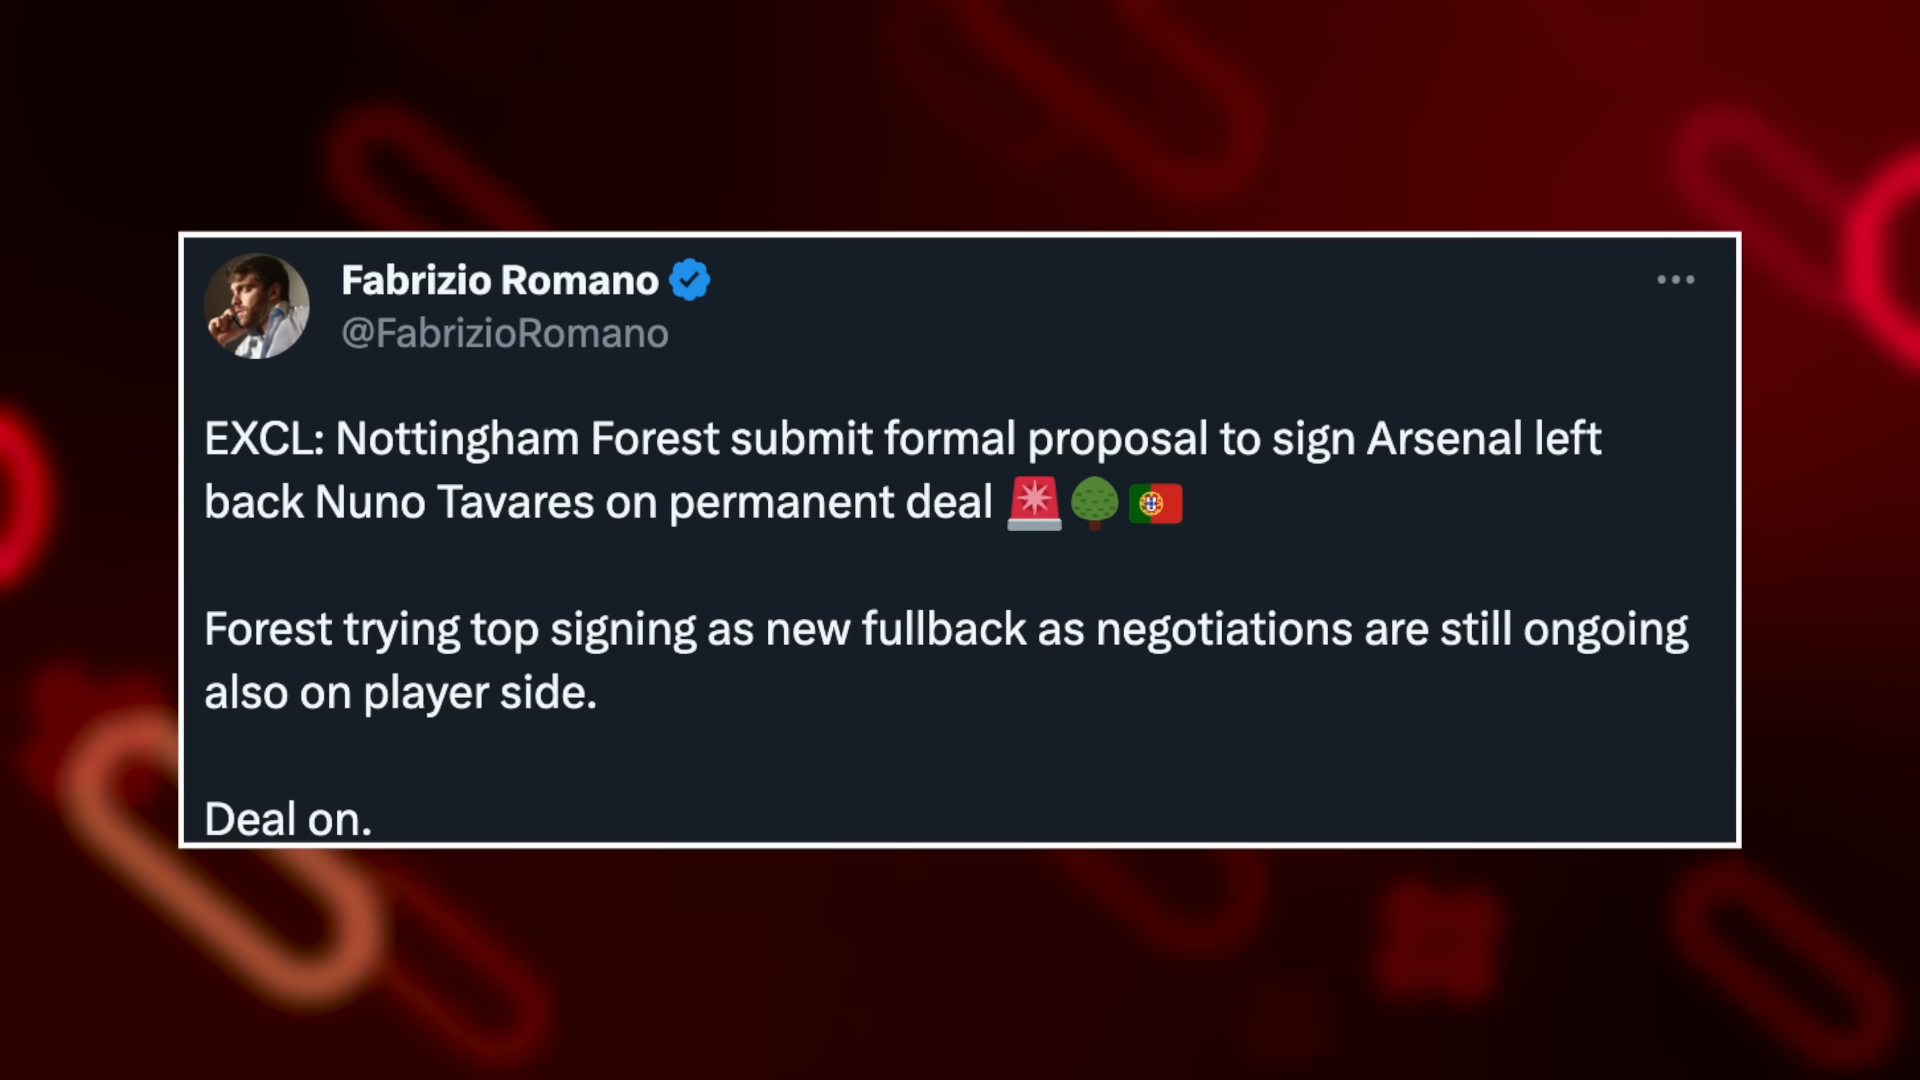 Fabrizio Romano
@FabrizioRomano
EXCL: Nottingham Forest submit formal proposal to sign Arsenal left
back Nuno Tavares on permanent deal 🚨🌳🇵🇹
Forest trying top signing as new fullback as negotiations are still ongoing
also on player side.
Deal on.